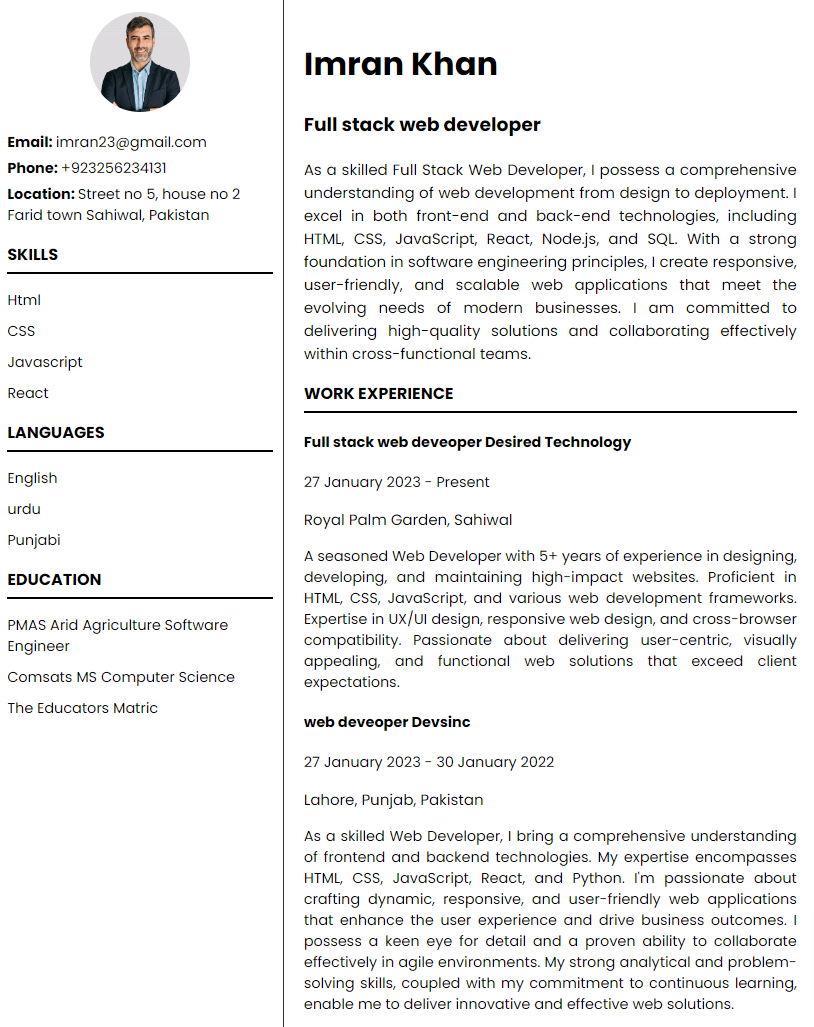 Email: imran23@gmail.com
Phone: +923256234131
Location: Street no 5, house no 2
Farid town Sahiwal, Pakistan
SKILLS
Html
CSS
Javascript
React
LANGUAGES
English
urdu
Punjabi
EDUCATION
PMAS Arid Agriculture Software
Engineer
Comsats MS Computer Science
The Educators Matric
Imran Khan
Full stack web developer
As a skilled Full Stack Web Developer, I possess a comprehensive
understanding of web development from design to deployment. I
excel in both front-end and back-end technologies, including
HTML, CSS, JavaScript, React, Node.js, and SQL. With a strong
foundation in software engineering principles, I create responsive,
user-friendly, and scalable web applications that meet the
evolving needs of modern businesses. I am committed to
delivering high-quality solutions and collaborating effectively
within cross-functional teams.
WORK EXPERIENCE
Full stack web deveoper Desired Technology
27 January 2023 - Present
Royal Palm Garden, Sahiwal
A seasoned Web Developer with 5+ years of experience in designing,
developing, and maintaining high-impact websites. Proficient in
HTML, CSS, JavaScript, and various web development frameworks.
Expertise in UX/UI design, responsive web design, and cross-browser
compatibility. Passionate about delivering user-centric, visually
appealing, and functional web solutions that exceed client
expectations.
web deveoper Devsinc
27 January 2023 - 30 January 2022
Lahore, Punjab, Pakistan
As a skilled Web Developer, I bring a comprehensive understanding
of frontend and backend technologies. My expertise encompasses
HTML, CSS, JavaScript, React, and Python. I'm passionate about
crafting dynamic, responsive, and user-friendly web applications
that enhance the user experience and drive business outcomes. I
possess a keen eye for detail and a proven ability to collaborate
effectively in agile environments. My strong analytical and problem-
solving skills, coupled with my commitment to continuous learning,
enable me to deliver innovative and effective web solutions.